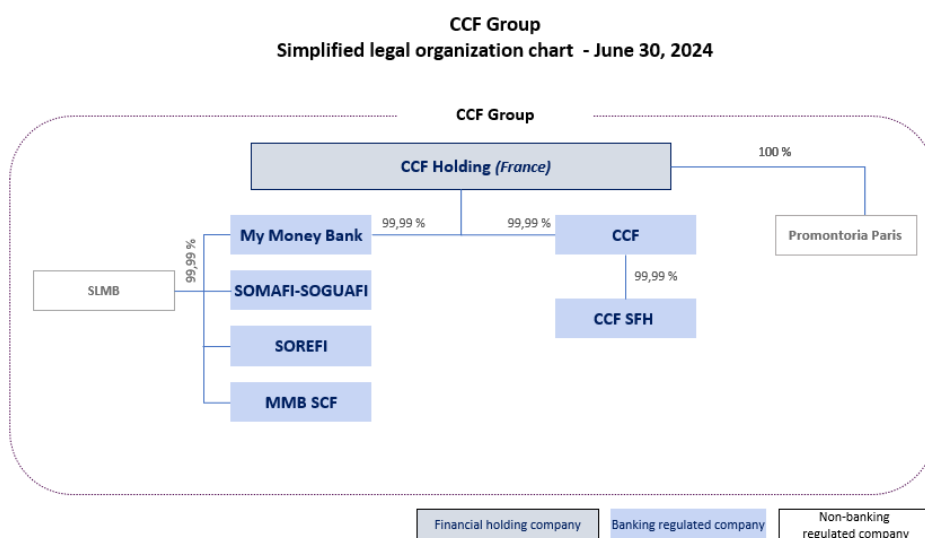 CCF Group
Simplified legal organization chart - June 30, 2024
CCF Group
CCF Holding (France)
100 %
99,99 %
99,99 %
My Money Bank
CCF
Promontoria Paris
99,99 %
99,99 %
SLMB
SOMAFI-SOGUAFI
CCF SFH
SOREFI
MMB SCF
Financial holding company
Banking regulated company
Non-banking
regulated company